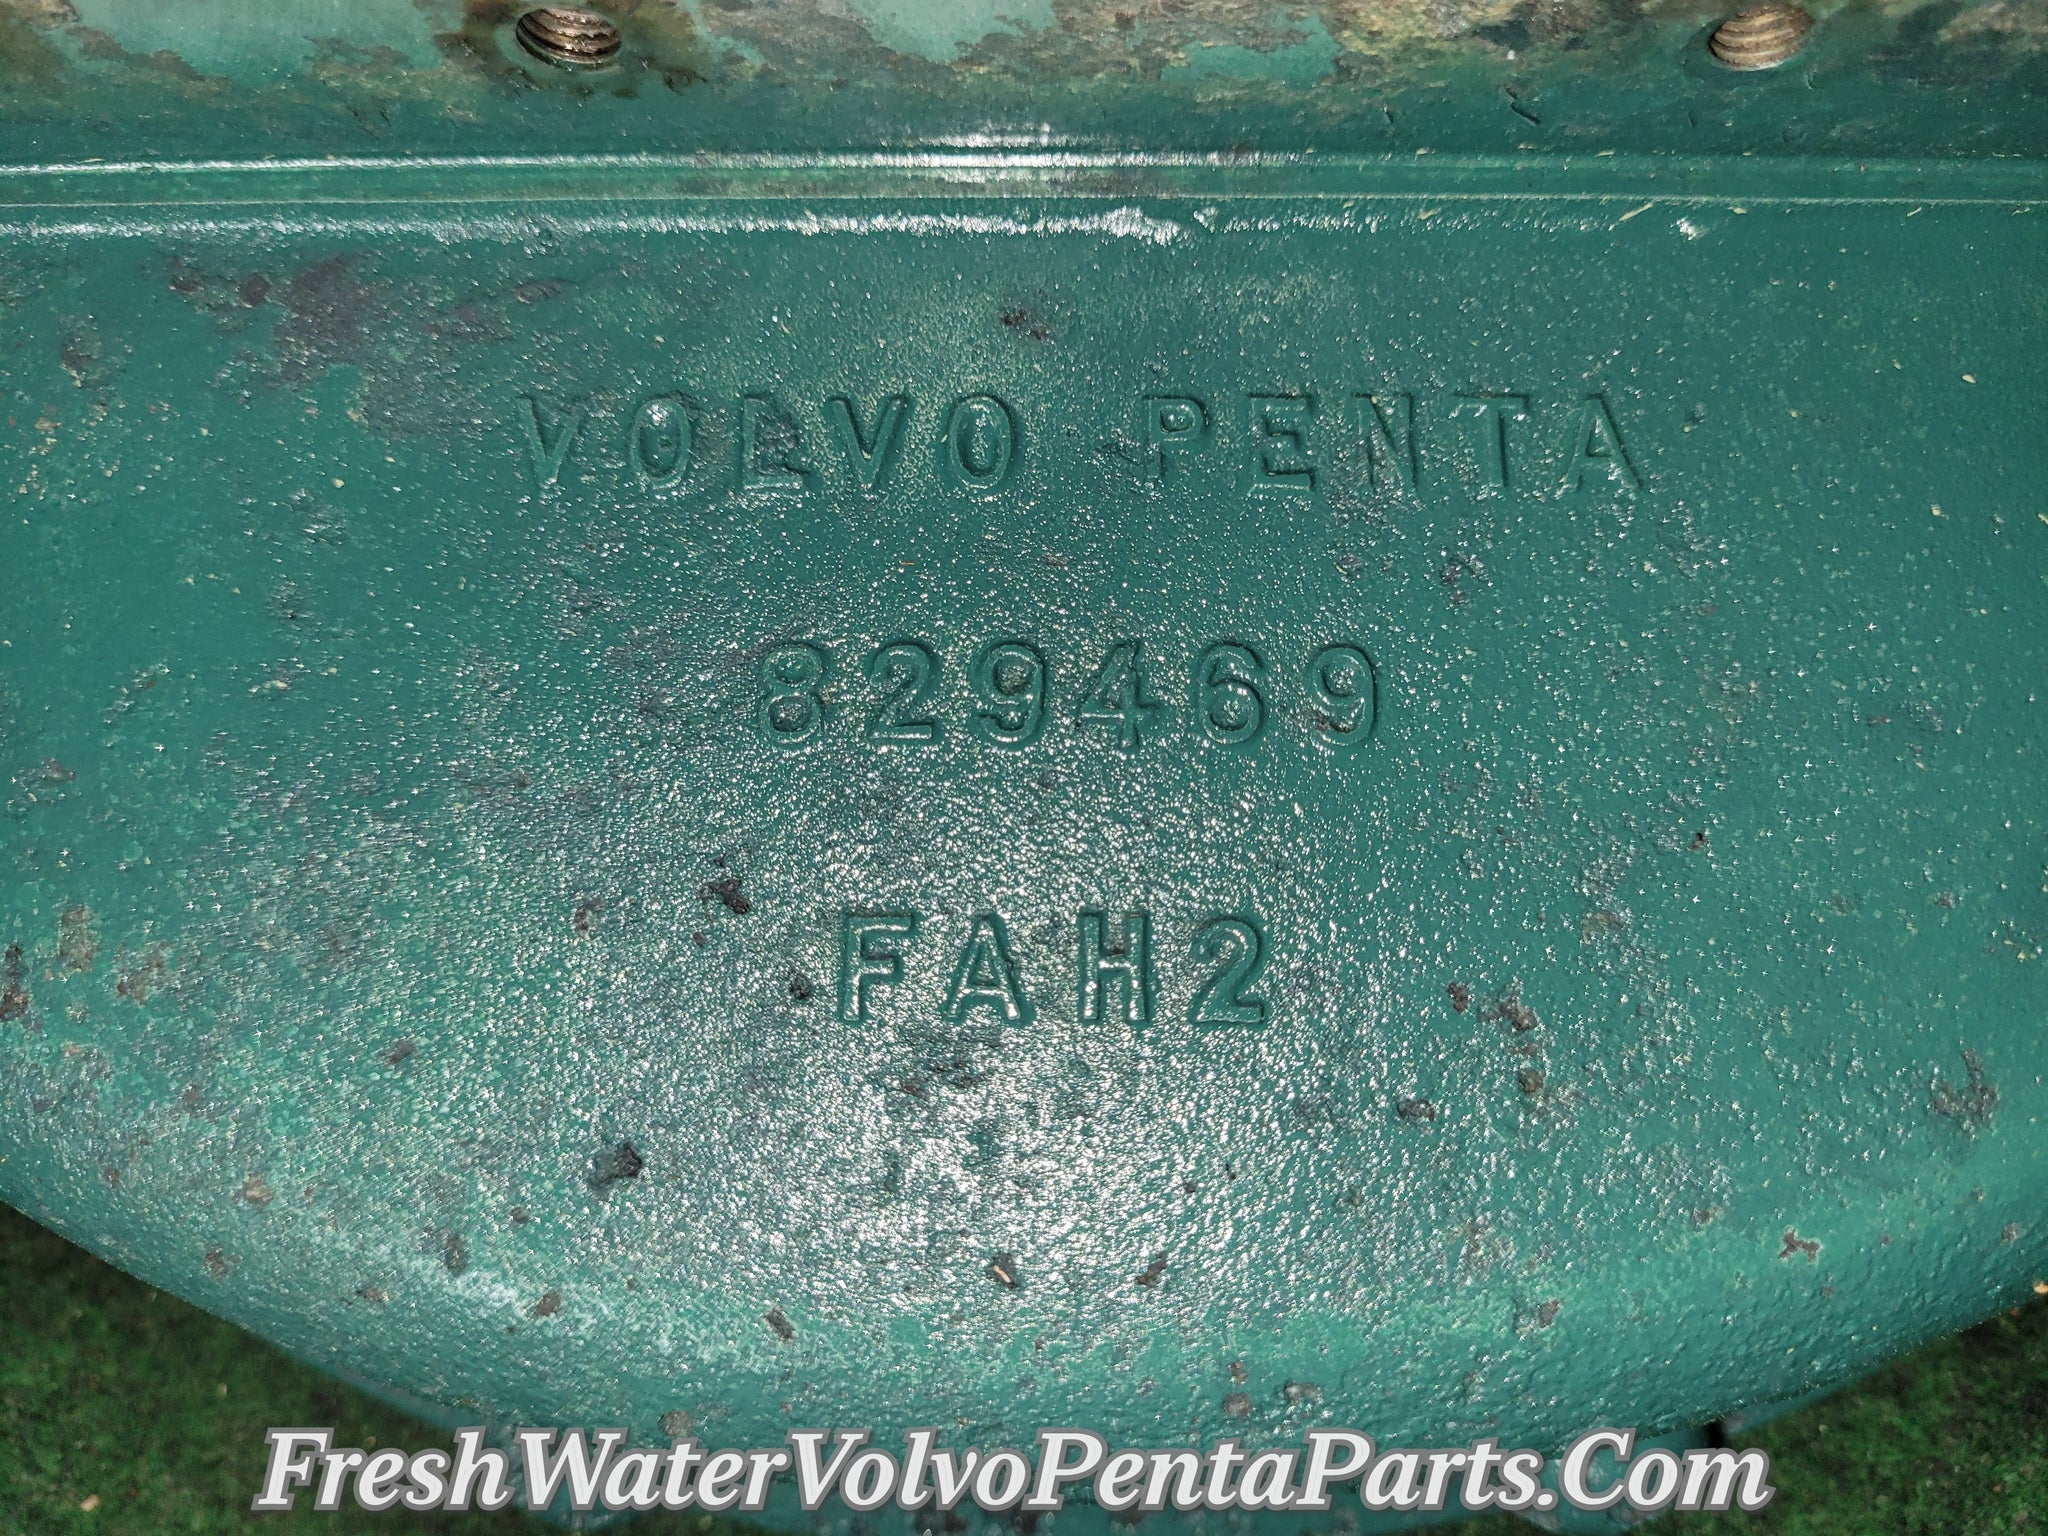 VOLVO PENTA
829469
FAH2
FreshWaterVolvoPentaParts.Com